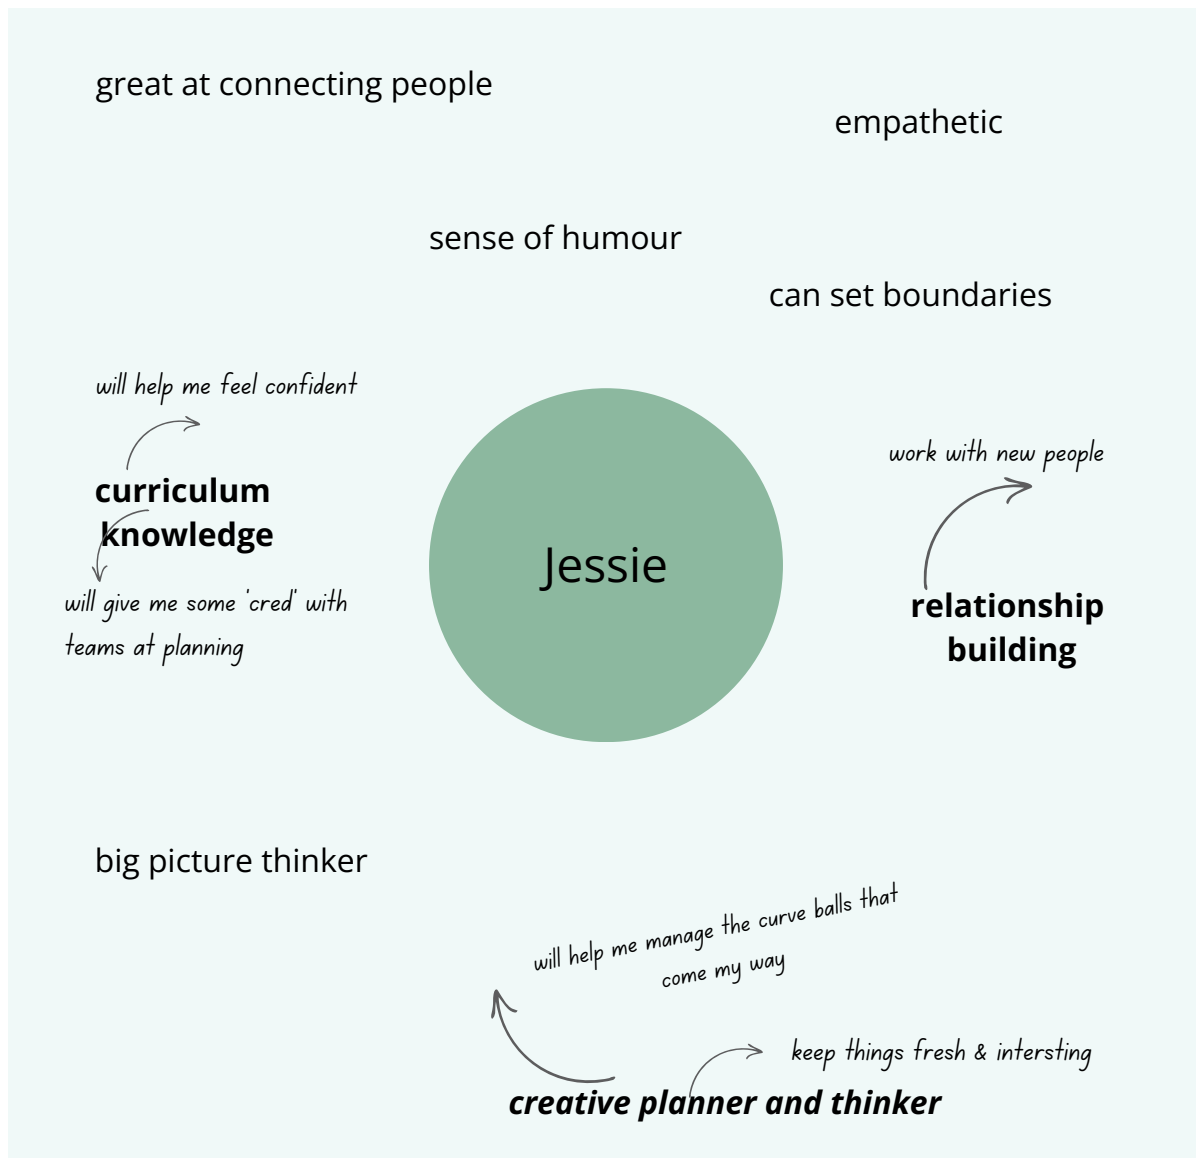 great at connecting people
empathetic
sense of humour
can set boundaries
will help me feel confident
curriculum
knowledge
will give me some 'cred' with
teams at planning
Jessie
work with new people
relationship
building
big picture thinker
will help me manage the curve balls that
come my way
keep things fresh & intersting
creative planner and thinker